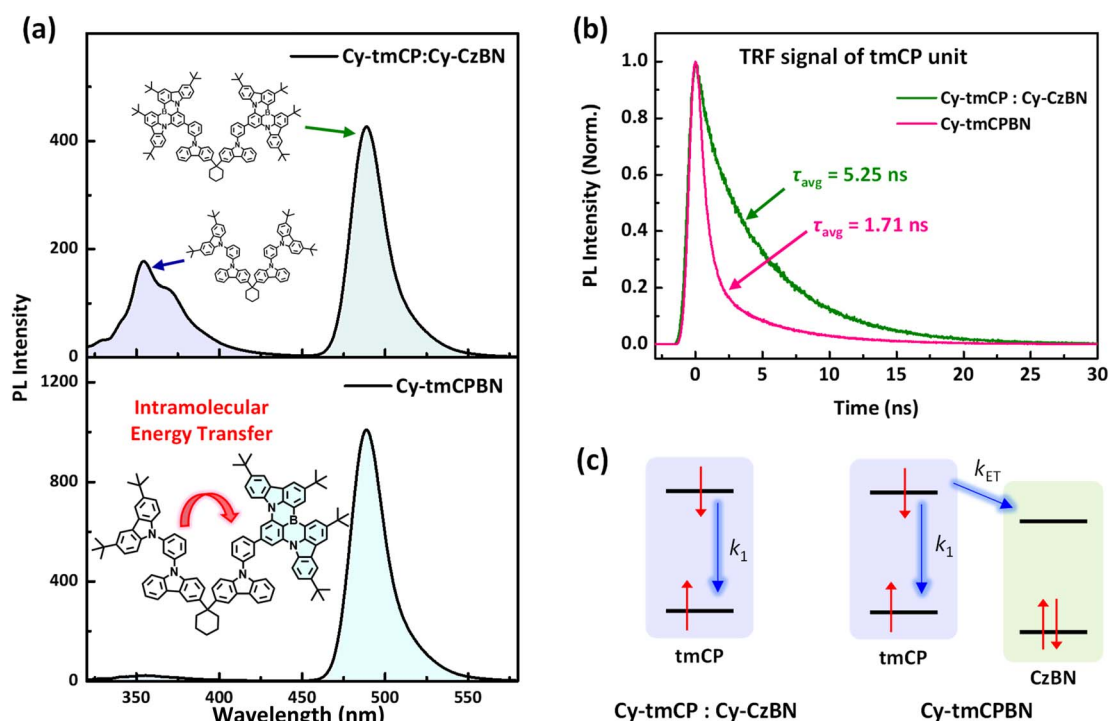 (a)
Cy-tmCP:Cy-CzBN
PL Intensity
400
200
0
Cy-tmCPBN
Intramolecular
Energy Transfer
B
N
N
N
N
N
1200
800
400
0
350
400
450
500
550
Wavelength (nm)
(b)
TRF signal of tmCP unit
Cy-tmCP : Cy-CzBN
Cy-tmCPBN
τavg = 5.25 ns
τavg = 1.71 ns
PL Intensity (Norm.)
1.0
0.8
0.6
0.4
0.2
0.0
0
5
10
15
20
25
30
Time (ns)
(c)
k1
tmCP
Cy-tmCP : Cy-CzBN
kET
k1
tmCP
CzBN
Cy-tmCPBN